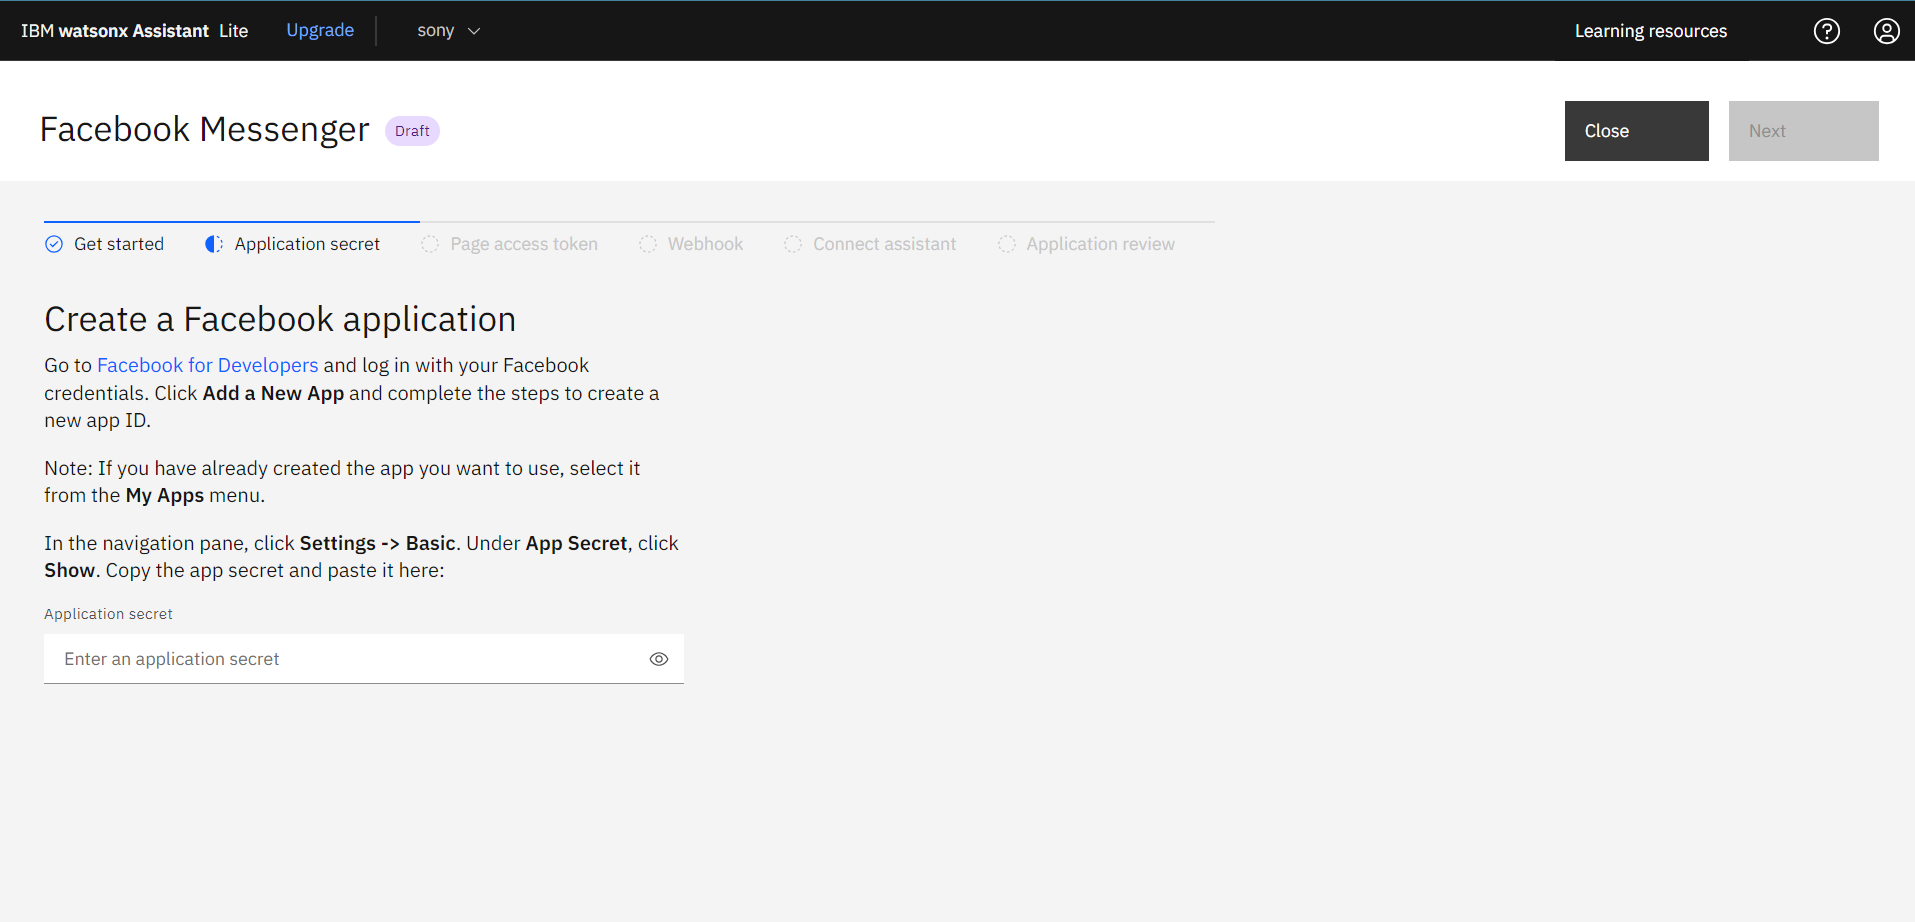 IBM watsonx Assistant Lite Upgrade sony Learning resources
Facebook Messenger Draft Close Next
Get started Application secret Page access token Webhook Connect assistant Application review
Create a Facebook application
Go to Facebook for Developers and log in with your Facebook
credentials. Click Add a New App and complete the steps to create a
new app ID.
Note: If you have already created the app you want to use, select it
from the My Apps menu.
In the navigation pane, click Settings -> Basic. Under App Secret, click
Show. Copy the app secret and paste it here:
Application secret
Enter an application secret